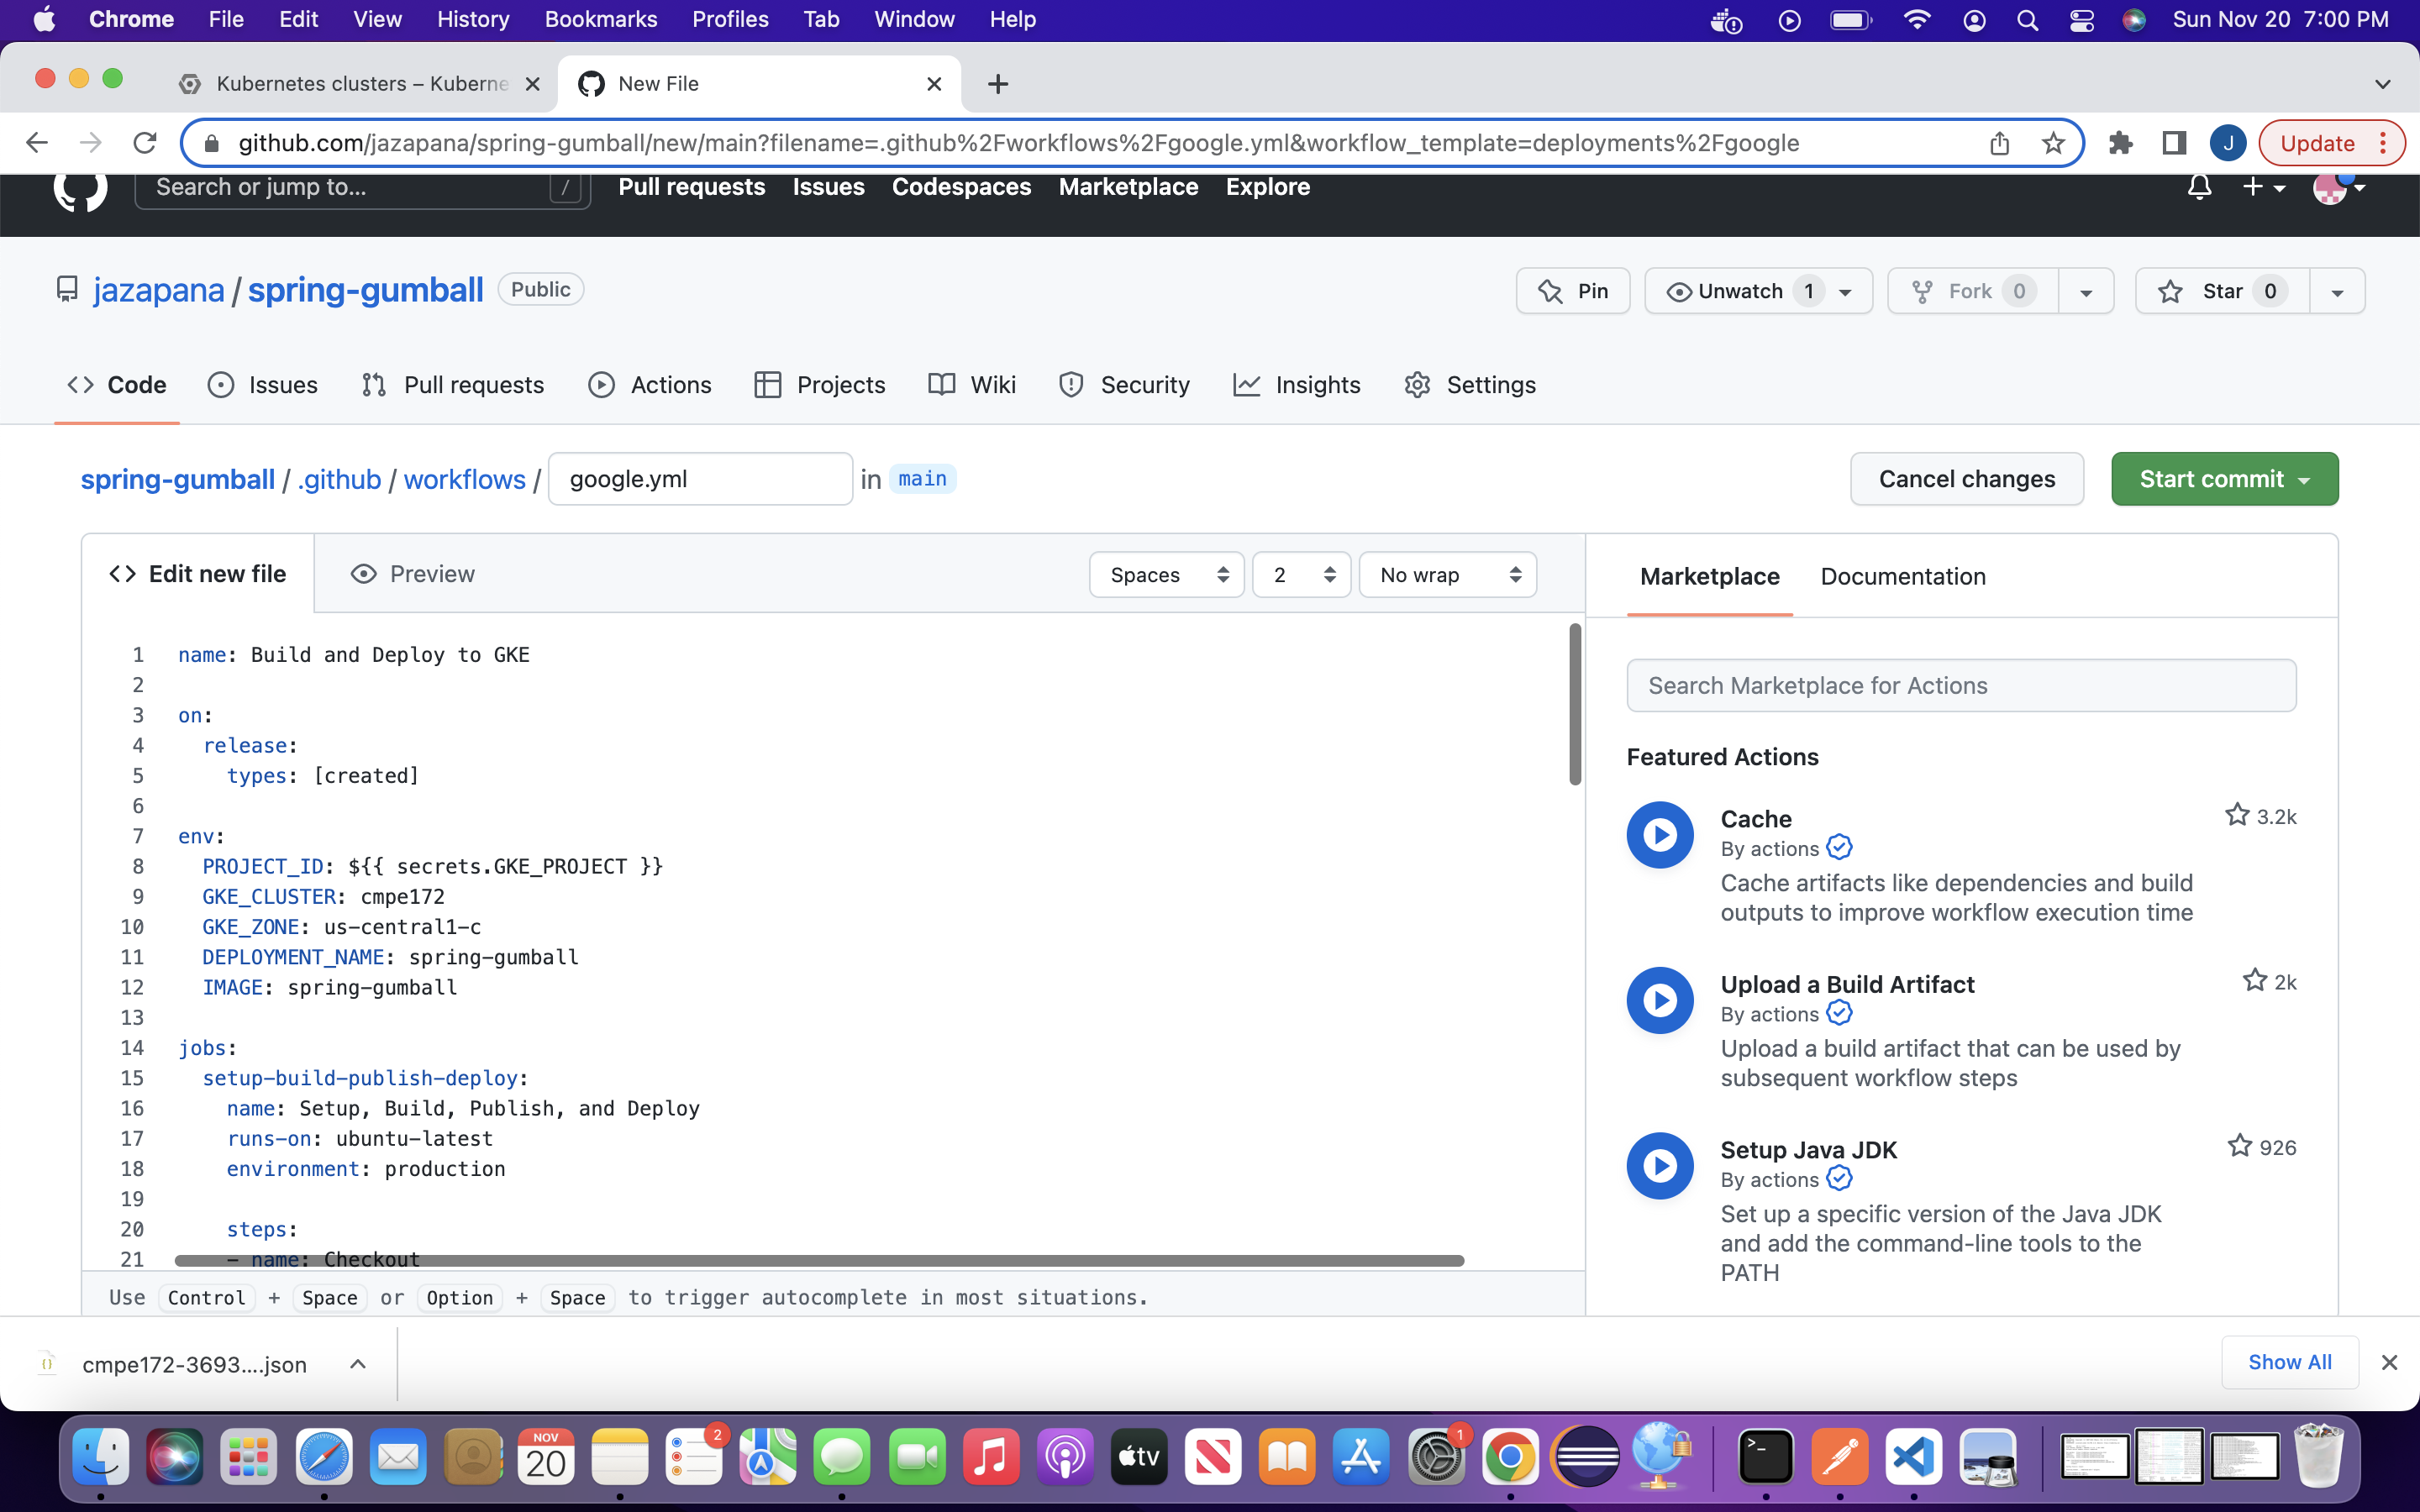 Chrome File Edit View History Bookmarks Profiles Tab Window Help Sun Nov 20 7:00 PM
Kubernetes clusters – Kuberne New File
github.com/jazapana/spring-gumball/new/main?filename=.github%2Fworkflows%2Fgoogle.yml&workflow_template=deployments%2Fgoogle J Update
Search or jump to... / Pull requests Issues Codespaces Marketplace Explore
jazapana / spring-gumball Public Pin Unwatch 1 Fork 0 Star 0
Code Issues Pull requests Actions Projects Wiki Security Insights Settings
spring-gumball / .github / workflows / google.yml in main Cancel changes Start commit
Edit new file Preview Spaces 2 No wrap
1 name: Build and Deploy to GKE
2
3 on:
4 release:
5 types: [created]
6
7 env:
8 PROJECT_ID: ${{ secrets.GKE_PROJECT }}
9 GKE_CLUSTER: cmpe172
10 GKE_ZONE: us-central1-c
11 DEPLOYMENT_NAME: spring-gumball
12 IMAGE: spring-gumball
13
14 jobs:
15 setup-build-publish-deploy:
16 name: Setup, Build, Publish, and Deploy
17 runs-on: ubuntu-latest
18 environment: production
19
20 steps:
21 - name: Checkout
Use Control + Space or Option + Space to trigger autocomplete in most situations.
Marketplace Documentation
Search Marketplace for Actions
Featured Actions
Cache 3.2k
By actions
Cache artifacts like dependencies and build
outputs to improve workflow execution time
Upload a Build Artifact 2k
By actions
Upload a build artifact that can be used by
subsequent workflow steps
Setup Java JDK 926
By actions
Set up a specific version of the Java JDK
and add the command-line tools to the
PATH
cmpe172-3693....json Show All
NOV
20
2
tv
1